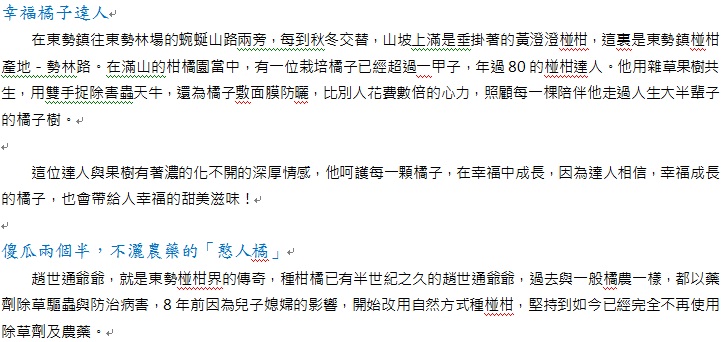 幸福橘子達人
在東勢鎮往東勢林場的蜿蜒山路兩旁，每到秋冬交替，山坡上滿是垂掛著的黃澄澄椪柑，這裏是東勢鎮椪柑
產地－勢林路。在滿山的柑橘園當中，有一位栽培橘子已經超過一甲子，年過 80 的椪柑達人。他用雜草果樹共
生，用雙手捉除害蟲天牛，還為橘子敷面膜防曬，比別人花費數倍的心力，照顧每一棵陪伴他走過人生大半輩子
的橘子樹。
這位達人與果樹有著濃的化不開的深厚情感，他呵護每一顆橘子，在幸福中成長，因為達人相信，幸福成長
的橘子，也會帶給人幸福的甜美滋味！
傻瓜兩個半，不灑農藥的「憨人橘」
趙世通爺爺，就是東勢椪柑界的傳奇，種柑橘已有半世紀之久的趙世通爺爺，過去與一般橘農一樣，都以藥
劑除草驅蟲與防治病害，8 年前因為兒子媳婦的影響，開始改用自然方式種椪柑，堅持到如今已經完全不再使用
除草劑及農藥。